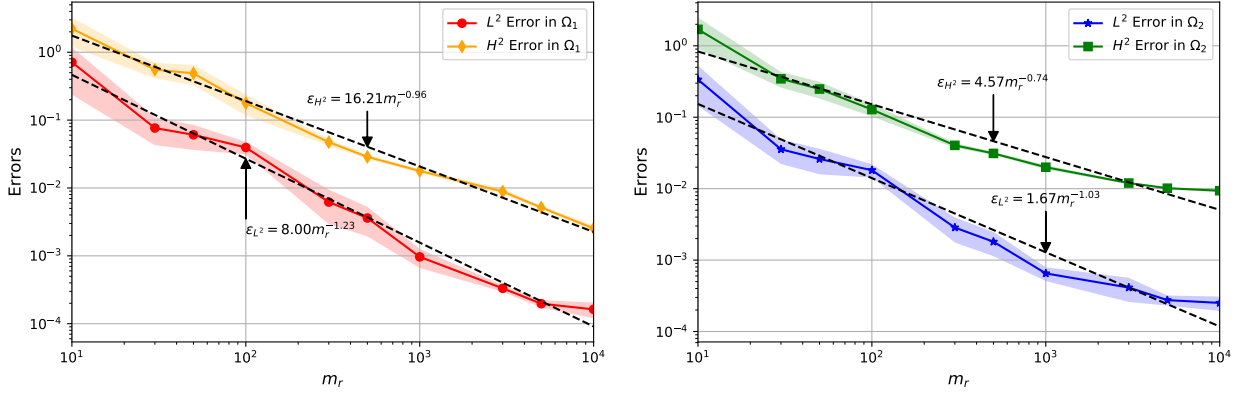 L² Error in Ω₁
H² Error in Ω₁
10⁰
10⁻¹
10⁻²
10⁻³
10⁻⁴
Errors
ε_{H²} = 16.21m_r^{−0.96}
ε_{L²} = 8.00m_r^{−1.23}
10¹
10²
10³
10⁴
m_r
L² Error in Ω₂
H² Error in Ω₂
10⁰
10⁻¹
10⁻²
10⁻³
10⁻⁴
Errors
ε_{H²} = 4.57m_r^{−0.74}
ε_{L²} = 1.67m_r^{−1.03}
10¹
10²
10³
10⁴
m_r